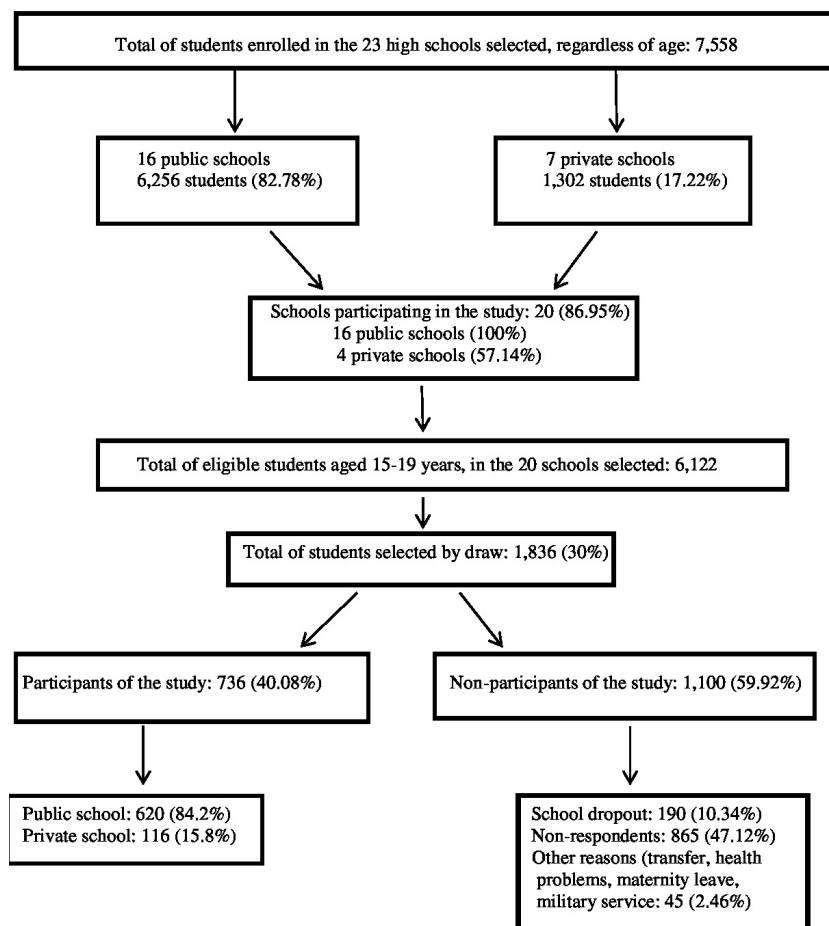 Total of students enrolled in the 23 high schools selected, regardless of age: 7,558
16 public schools
6,256 students (82.78%)
7 private schools
1,302 students (17.22%)
Schools participating in the study: 20 (86.95%)
16 public schools (100%)
4 private schools (57.14%)
Total of eligible students aged 15-19 years, in the 20 schools selected: 6,122
Total of students selected by draw: 1,836 (30%)
Participants of the study: 736 (40.08%)
Non-participants of the study: 1,100 (59.92%)
Public school: 620 (84.2%)
Private school: 116 (15.8%)
School dropout: 190 (10.34%)
Non-respondents: 865 (47.12%)
Other reasons (transfer, health
problems, maternity leave,
military service: 45 (2.46%)